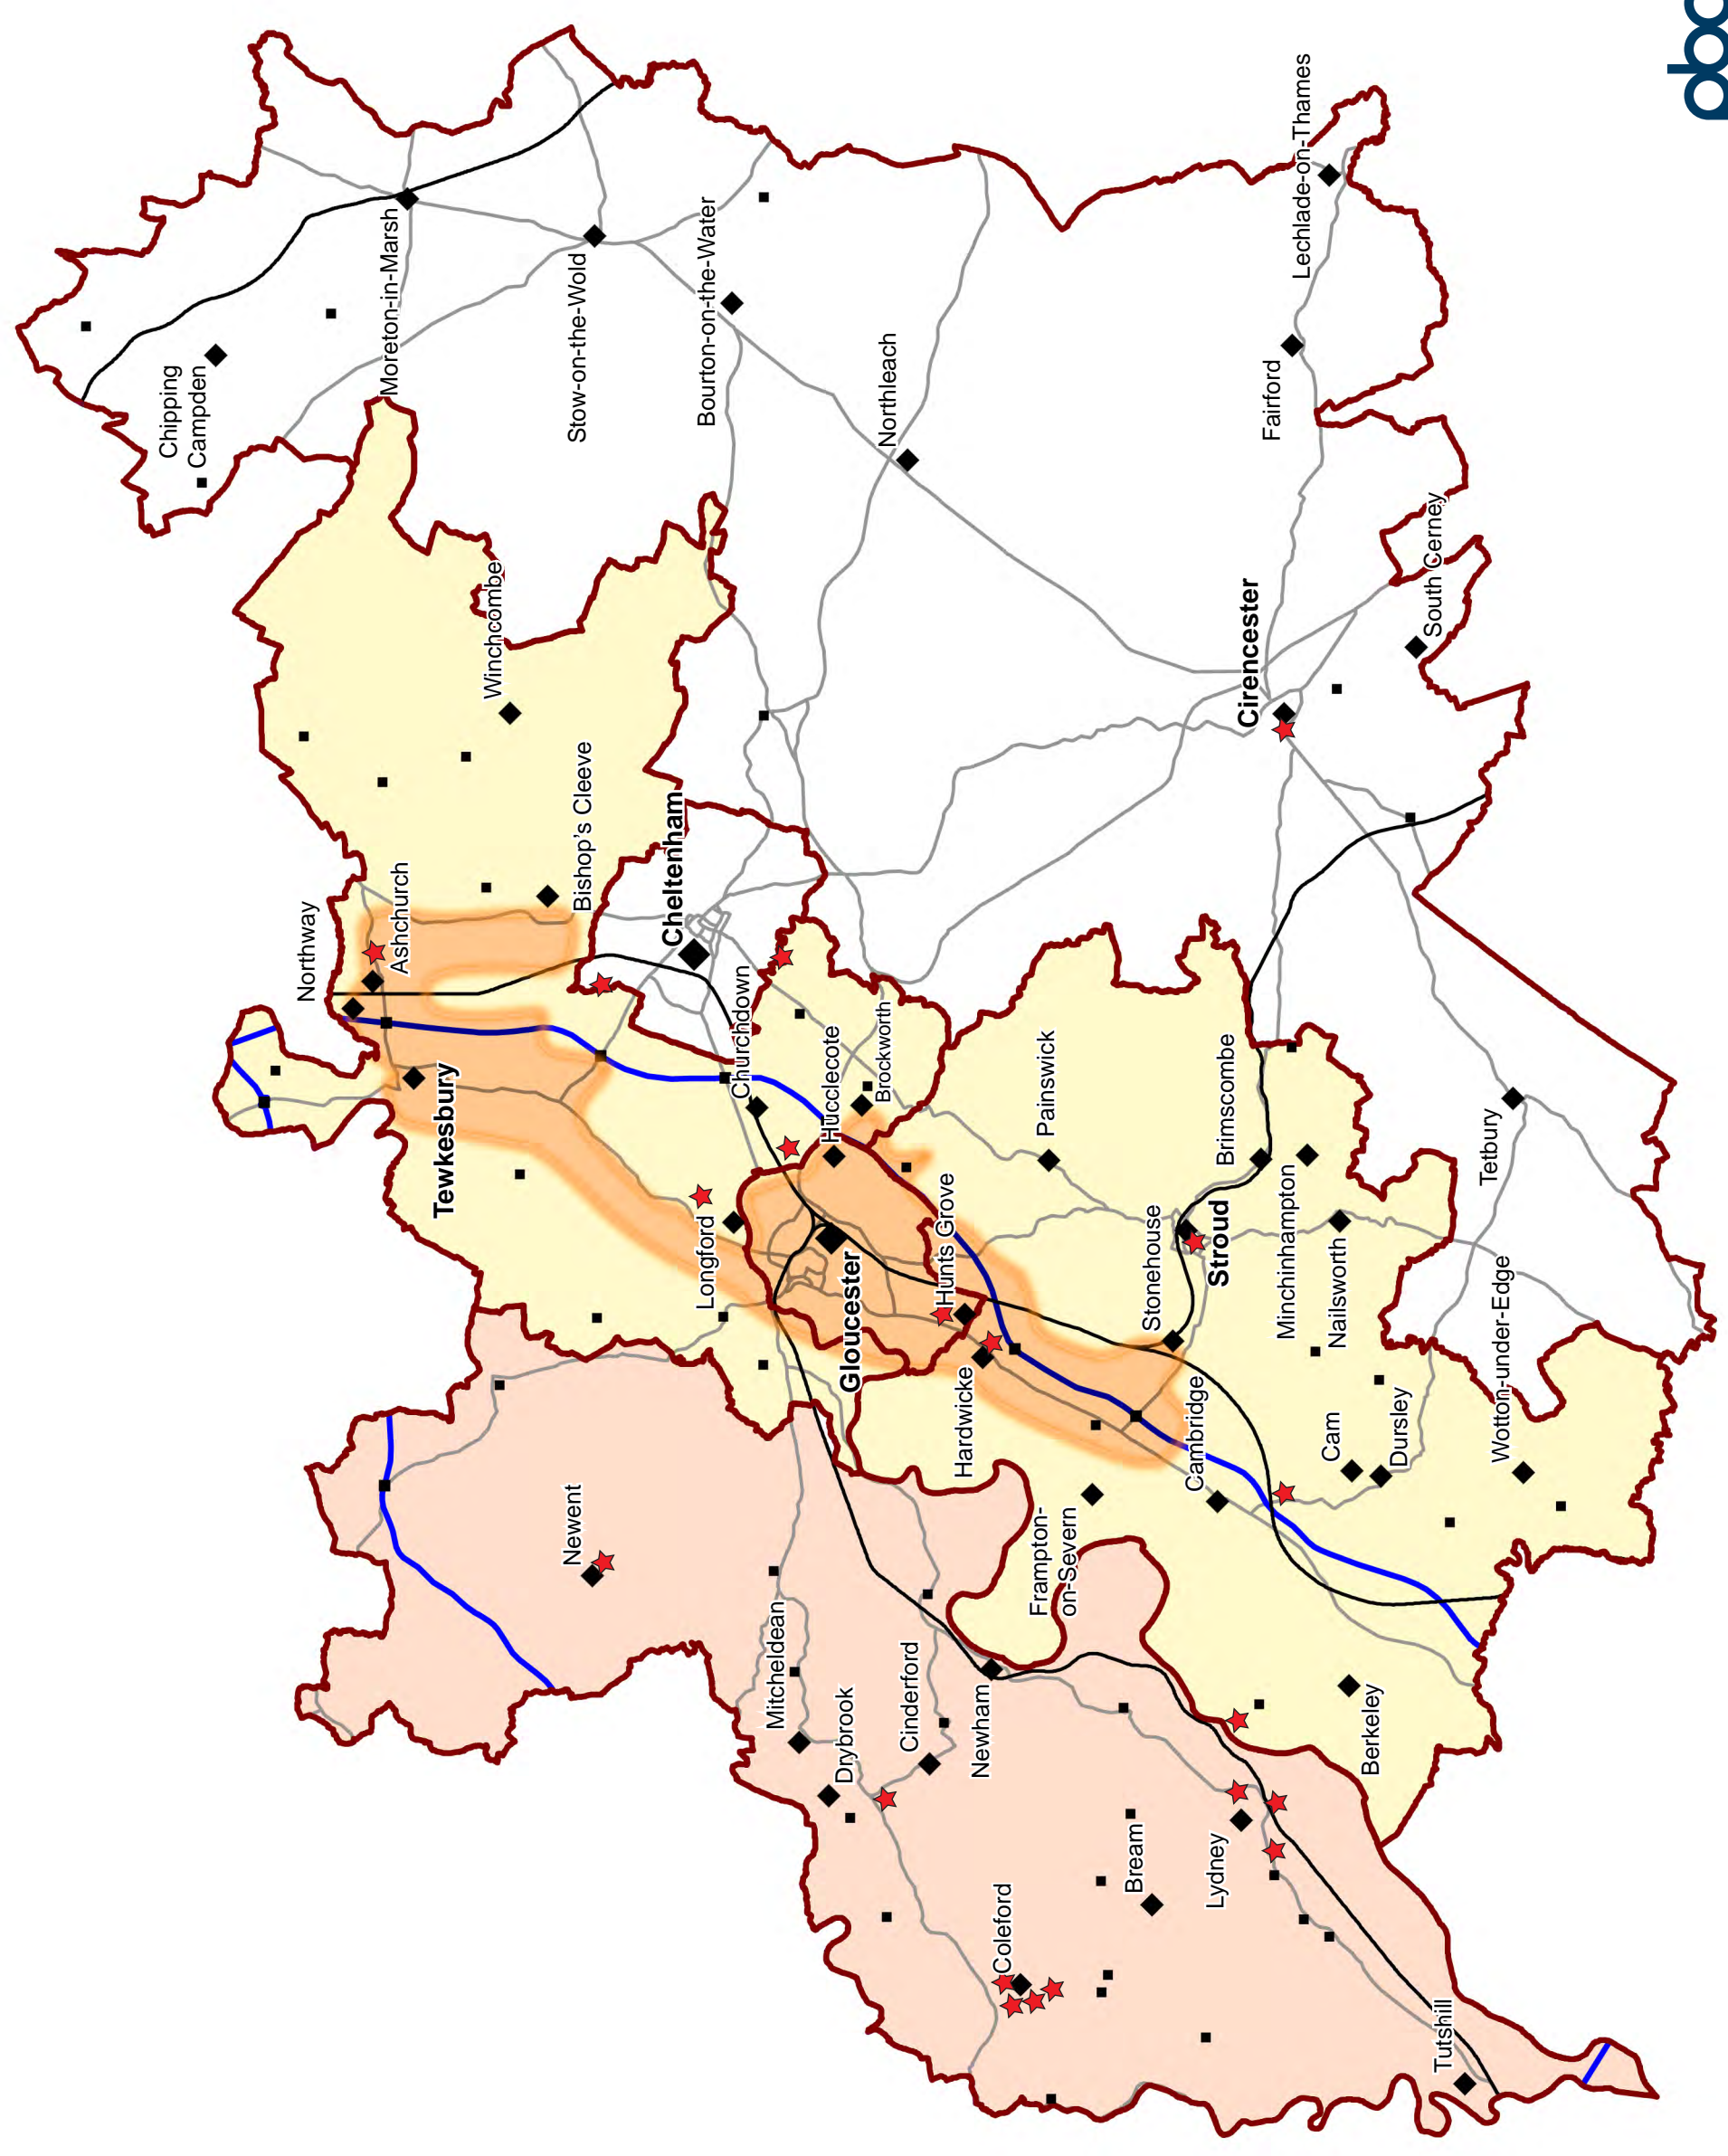 Chipping
Campden
Moreton-in-Marsh
Stow-on-the-Wold
Bourton-on-the-Water
Northleach
Lechlade-on-Thames
Fairford
South Cerney
Cirencester
Winchcombe
Bishop's Cleeve
Cheltenham
Northway
Ashchurch
Tewkesbury
Churchdown
Hucclecote
Brockworth
Longford
Gloucester
Hunts Grove
Hardwicke
Painswick
Brimscombe
Stonehouse
Stroud
Minchinhampton
Nailsworth
Tetbury
Wotton-under-Edge
Cambridge
Cam
Dursley
Frampton-
on-Severn
Berkeley
Newent
Mitcheldean
Drybrook
Cinderford
Newnham
Coleford
Bream
Lydney
Tutshill